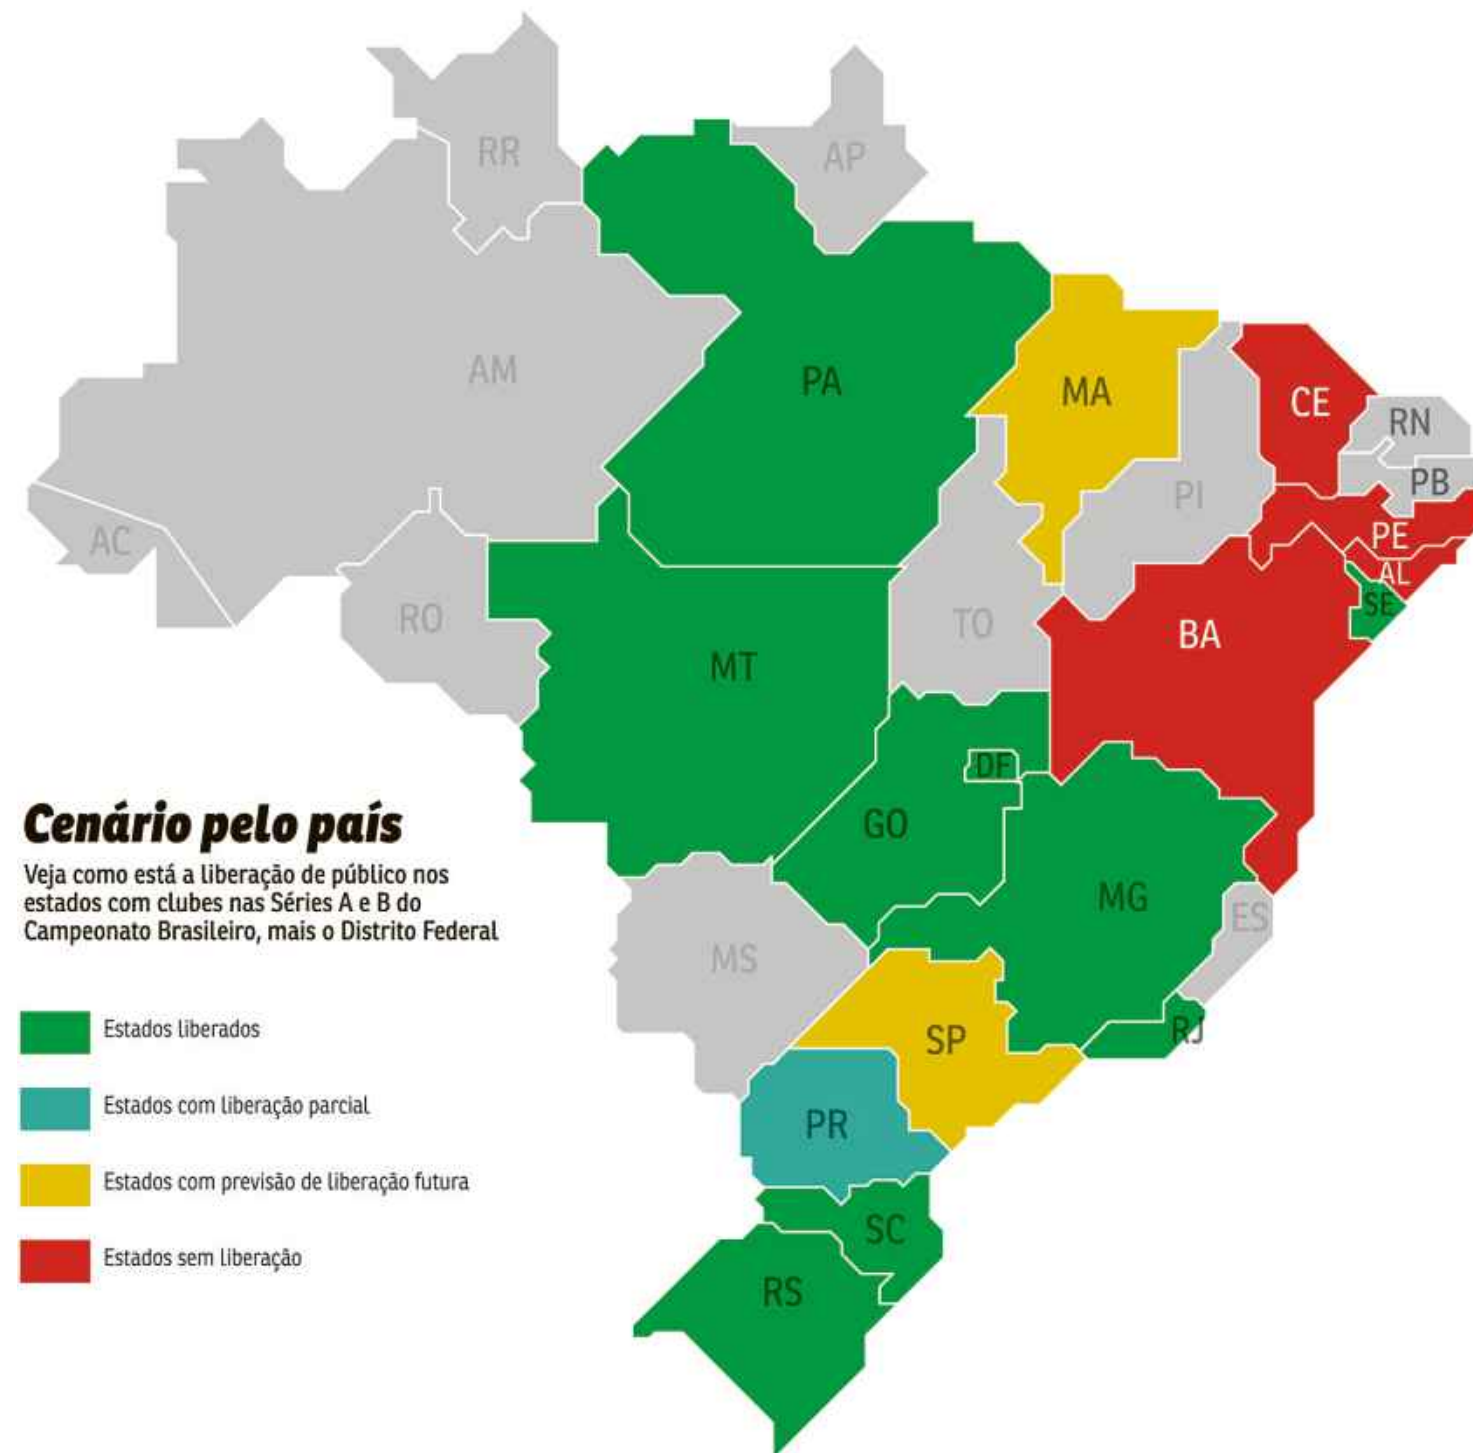 RR
AP
AM
PA
MA
CE
RN
PB
PI
PE
AL
SE
AC
RO
TO
BA
MT
DF
GO
MG
ES
MS
SP
RJ
PR
SC
RS
Cenário pelo país
Veja como está a liberação de público nos
estados com clubes nas Séries A e B do
Campeonato Brasileiro, mais o Distrito Federal
Estados liberados
Estados com liberação parcial
Estados com previsão de liberação futura
Estados sem liberação